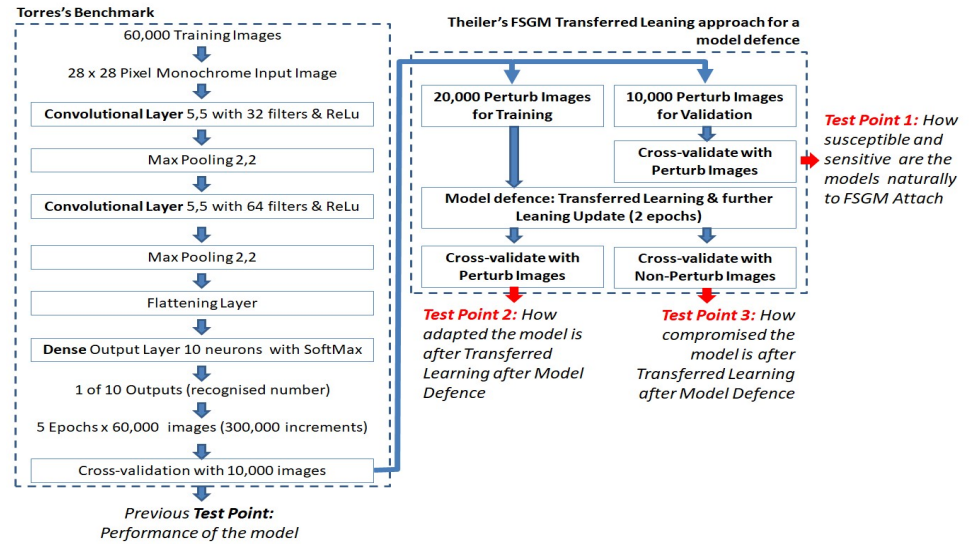 Torres's Benchmark
60,000 Training Images
28 x 28 Pixel Monochrome Input Image
Convolutional Layer 5,5 with 32 filters & ReLu
Max Pooling 2,2
Convolutional Layer 5,5 with 64 filters & ReLu
Max Pooling 2,2
Flattening Layer
Dense Output Layer 10 neurons with SoftMax
1 of 10 Outputs (recognised number)
5 Epochs x 60,000 images (300,000 increments)
Cross-validation with 10,000 images
Previous Test Point:
Performance of the model
Theiler's FSGM Transferred Leaning approach for a
model defence
20,000 Perturb Images
for Training
10,000 Perturb Images
for Validation
Cross-validate with
Perturb Images
Test Point 1: How
susceptible and
sensitive are the
models naturally
to FSGM Attach
Model defence: Transferred Learning & further
Leaning Update (2 epochs)
Cross-validate with
Perturb Images
Cross-validate with
Non-Perturb Images
Test Point 2: How
adapted the model is
after Transferred
Learning after Model
Defence
Test Point 3: How
compromised the
model is after
Transferred Learning
after Model Defence